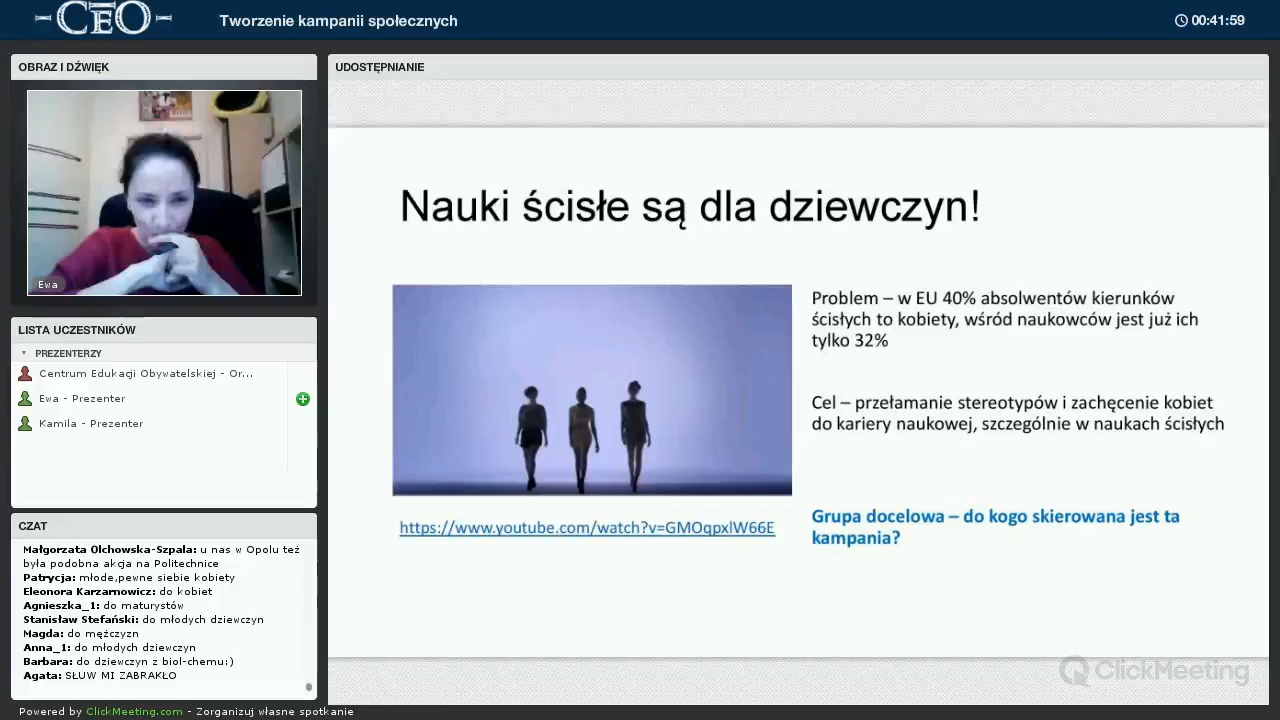 CEO
Tworzenie kampanii społecznych
00:41:59
OBRAZ I DŹWIĘK
Ewa
LISTA UCZESTNIKÓW
PREZENTERZY
Centrum Edukacji Obywatelskiej - Or...
Ewa - Prezenter
Kamila - Prezenter
CZAT
Małgorzata Olchowska-Szpala: u nas w Opolu też
była podobna akcja na Politechnice
Patrycja: młode,pewne siebie kobiety
Eleonora Karzarnowicz: do kobiet
Agnieszka_1: do maturystów
Stanisław Stefański: do młodych dziewczyn
Magda: do mężczyzn
Anna_1: do młodych dziewczyn
Barbara: do dziewczyn z biol-chemu:)
Agata: SŁUW MI ZABRAKŁO
UDOSTĘPNIANIE
Nauki ścisłe są dla dziewczyn!
Problem – w EU 40% absolwentów kierunków
ścisłych to kobiety, wśród naukowców jest już ich
tylko 32%
Cel – przełamanie stereotypów i zachęcenie kobiet
do kariery naukowej, szczególnie w naukach ścisłych
https://www.youtube.com/watch?v=GMOqpxlW66E
Grupa docelowa – do kogo skierowana jest ta
kampania?
ClickMeeting
Powered by ClickMeeting.com - Zorganizuj własne spotkanie